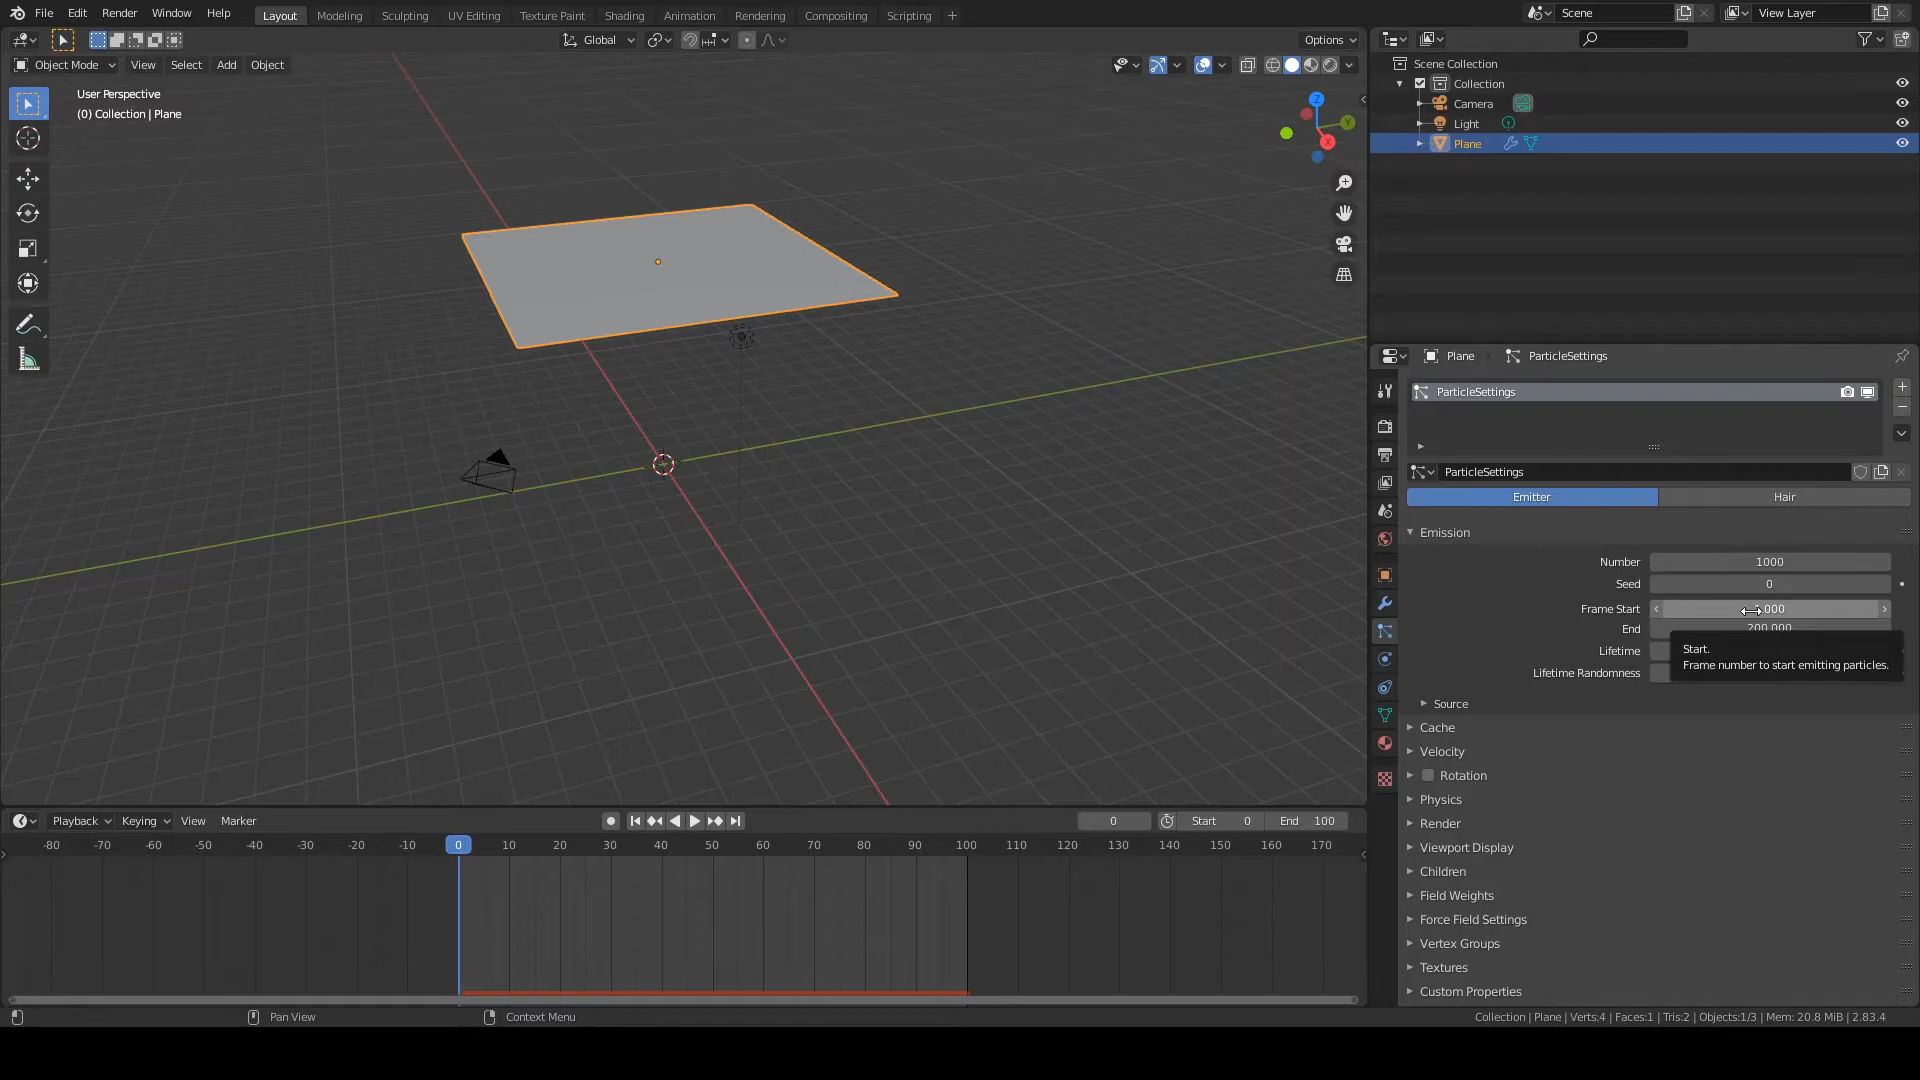 File Edit Render Window Help Layout Modeling Sculpting UV Editing Texture Paint Shading Animation Rendering Compositing Scripting + Scene View Layer
Global Options
Object Mode View Select Add Object
User Perspective
(0) Collection | Plane
Z
Y
X
Scene Collection
Collection
Camera
Light
Plane
Plane ParticleSettings
ParticleSettings
ParticleSettings
Emitter Hair
Emission
Number 1000
Seed 0
Frame Start .000
End 200.000
Lifetime
Lifetime Randomness
Start.
Frame number to start emitting particles.
Source
Cache
Velocity
Rotation
Physics
Render
Viewport Display
Children
Field Weights
Force Field Settings
Vertex Groups
Textures
Custom Properties
Playback Keying View Marker 0 Start 0 End 100
-80 -70 -60 -50 -40 -30 -20 -10 0 10 20 30 40 50 60 70 80 90 100 110 120 130 140 150 160 170
Pan View Context Menu Collection | Plane | Verts:4 | Faces:1 | Tris:2 | Objects:1/3 | Mem: 20.8 MiB | 2.83.4